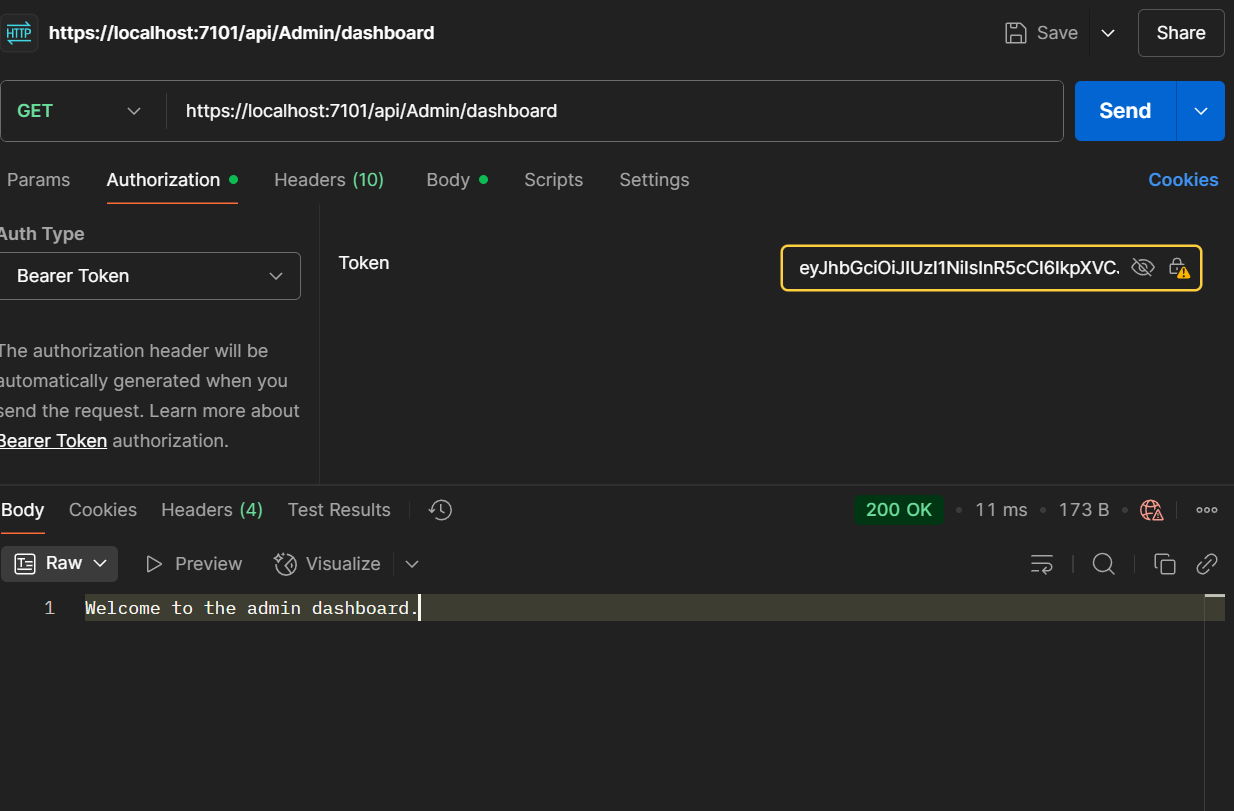 HTTP https://localhost:7101/api/Admin/dashboard Save Share
GET https://localhost:7101/api/Admin/dashboard Send
Params Authorization Headers (10) Body Scripts Settings Cookies
Auth Type
Bearer Token
Token eyJhbGciOiJIUzI1NiIsInR5cCI6IkpXVC.
The authorization header will be
automatically generated when you
send the request. Learn more about
Bearer Token authorization.
Body Cookies Headers (4) Test Results 200 OK • 11 ms • 173 B
Raw Preview Visualize
1 Welcome to the admin dashboard.